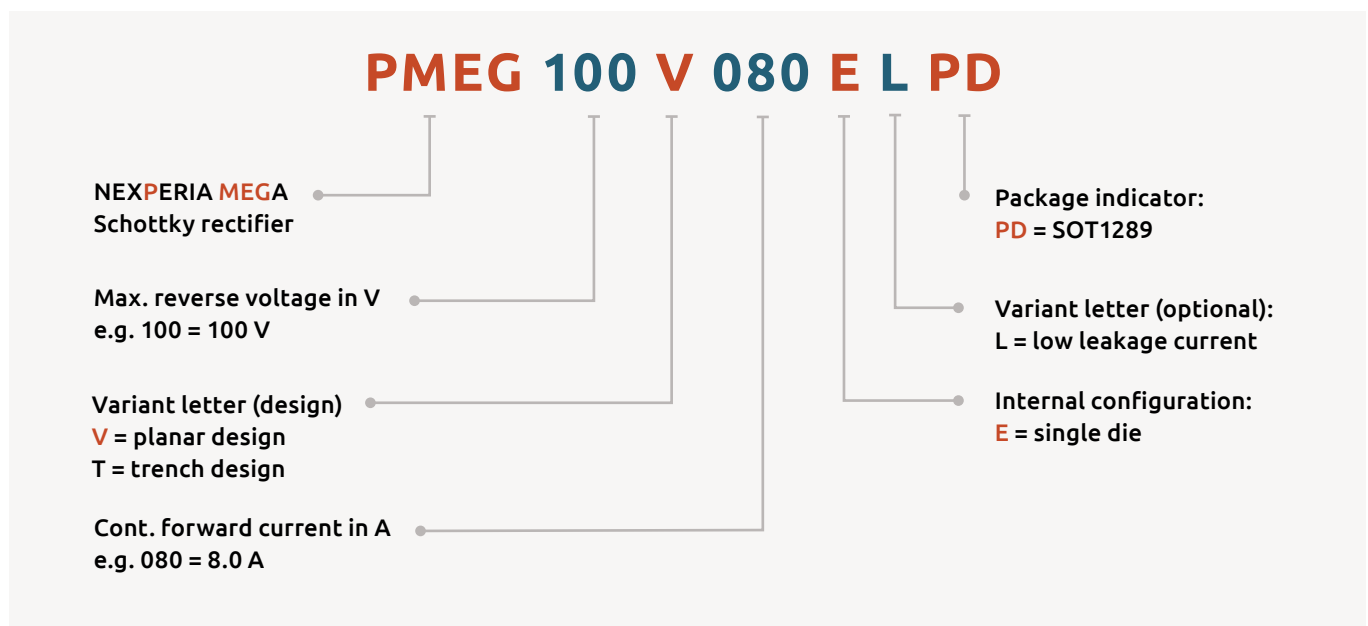 PMEG 100 V 080 E L PD
NEXPERIA MEGA
Schottky rectifier
Max. reverse voltage in V
e.g. 100 = 100 V
Variant letter (design)
V = planar design
T = trench design
Cont. forward current in A
e.g. 080 = 8.0 A
Package indicator:
PD = SOT1289
Variant letter (optional):
L = low leakage current
Internal configuration:
E = single die